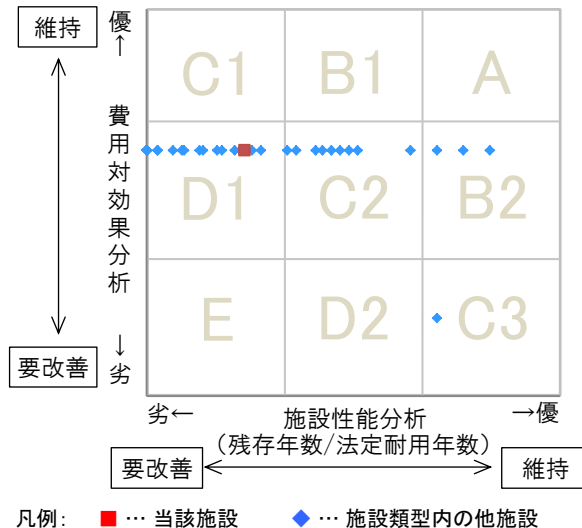 維持
優↑
C1 B1 A
費用対効果分析
D1 C2 B2
E D2 C3
↓劣
要改善
劣← 施設性能分析 →優
（残存年数/法定耐用年数）
要改善 維持
凡例： ■ … 当該施設 ◆ … 施設類型内の他施設